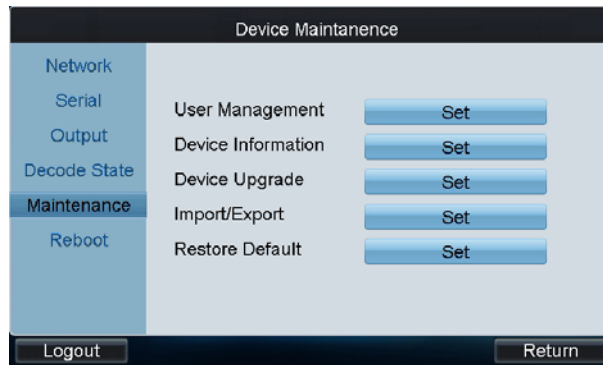 Device Maintanence
Network
Serial
Output
Decode State
Maintenance
Reboot
User Management Set
Device Information Set
Device Upgrade Set
Import/Export Set
Restore Default Set
Logout Return